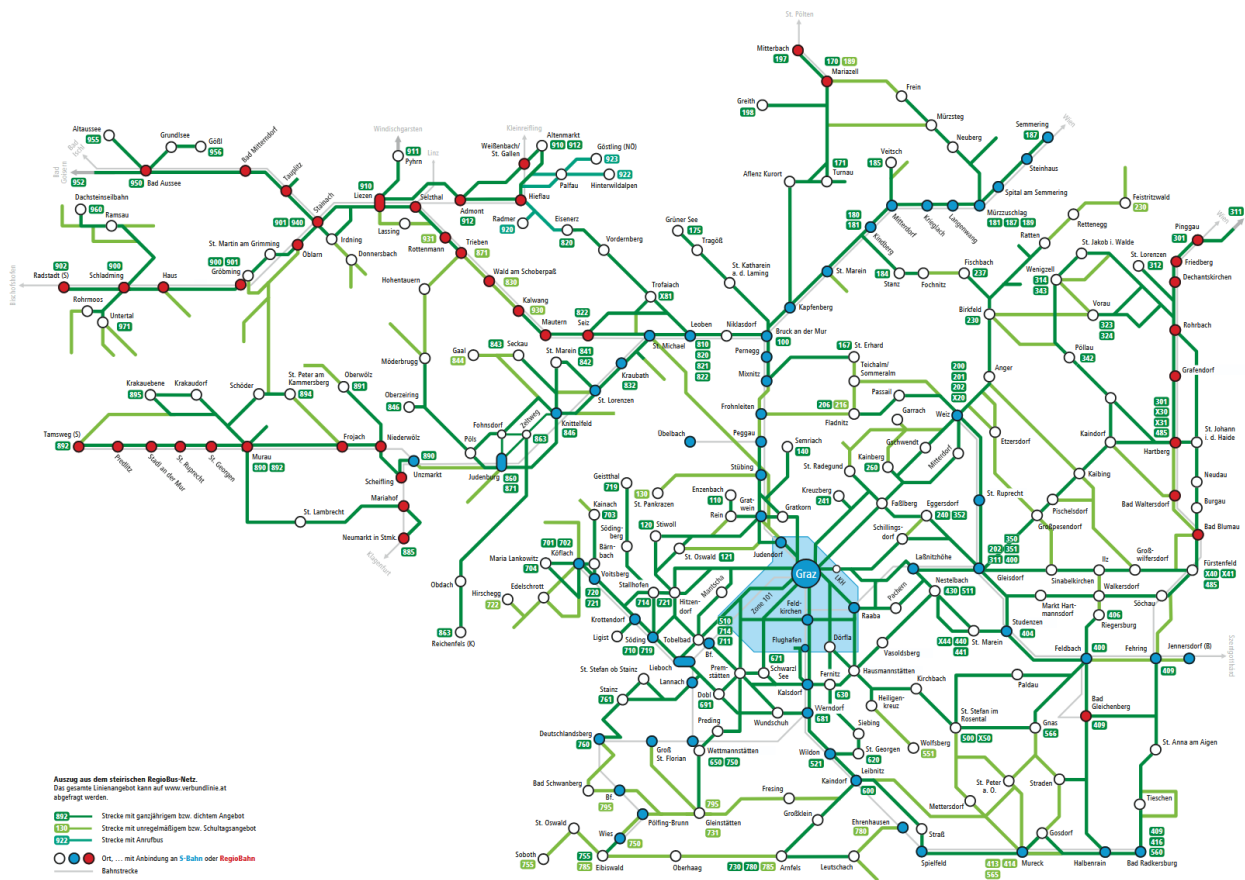 St. Pölten
Mitterbach
197
170 189
Mariazell
Greith
198
Frein
Mürzsteg
Neuberg
Semmering
187
Wien
Steinhaus
Spital am Semmering
Mürzzuschlag
181 187 189
Langenwang
Krieglach
Mitterdorf
Veitsch
185
171
Turnau
Aflenz Kurort
180
181
Kindberg
St. Marein
Kapfenberg
184
Stanz
Fochnitz
Fischbach
237
Feistritzwald
230
Rettenegg
Ratten
St. Jakob i. Walde
Wenigzell
314
343
St. Lorenzen
312
Pinggau
301
311
Wien
Friedberg
Dechantskirchen
Rohrbach
Grafendorf
Vorau
323
324
Pöllau
342
Birkfeld
230
Anger
Altaussee
955
Grundlsee
Gößl
956
Bad Mitterndorf
Bad Ischl
Bad Goisern
952
950
Bad Aussee
Tauplitz
Stainach
901 940
Dachsteinseilbahn
960
Ramsau
St. Martin am Grimming
900 901
Gröbming
Öblarn
Irdning
Donnersbach
Radstadt (S)
902
900
Schladming
Haus
Bischofshofen
Rohrmoos
Untertal
971
Windischgarsten
911
Pyhrn
Linz
910
Liezen
Selzthal
Lassing
931
Rottenmann
Kleinreifling
Weißenbach/
St. Gallen
Altenmarkt
910 912
Göstling (NÖ)
923
Palfau
922
Hinterwildalpen
Admont
912
Hieflau
Radmer
920
Eisenerz
820
Vordernberg
Trieben
871
Wald am Schoberpaß
830
Kalwang
930
Mautern
822
Seiz
Trofaiach
X81
St. Michael
Leoben
810
820
821
822
Niklasdorf
Grüner See
175
Tragöß
St. Katharein
a. d. Laming
Bruck an der Mur
100
Pernegg
Mixnitz
Frohnleiten
Peggau
Übelbach
Stübing
Hohentauern
Möderbrugg
Oberzeiring
846
Gaal
844
843
Seckau
St. Marein
841
842
Kraubath
832
St. Lorenzen
Knittelfeld
846
Zeltweg
863
Fohnsdorf
Pöls
Judenburg
860
871
Obdach
863
Reichenfels (K)
Krakauebene
895
Krakaudorf
Schöder
St. Peter am
Kammersberg
894
Oberwölz
891
Tamsweg (S)
892
Predlitz
Stadl an der Mur
St. Ruprecht
St. Georgen
Murau
890 892
Frojach
Niederwölz
890
Unzmarkt
Scheifling
Mariahof
Neumarkt in Stmk.
885
St. Lambrecht
Klagenfurt
167
St. Erhard
Teichalm/
Sommeralm
Passail
206 216
Fladnitz
200
201
202
X20
Weiz
Garrach
Gschwendt
Kainberg
260
Mitterdorf
Etzersdorf
Semriach
140
St. Radegund
Kreuzberg
241
Faßlberg
Eggersdorf
240 352
Schillings-
dorf
St. Ruprecht
Pischelsdorf
Großpesendorf
Kaibing
Kaindorf
301
X30
X31
485
Hartberg
St. Johann
i. d. Haide
Neudau
Burgau
Bad Waltersdorf
Bad Blumau
Fürstenfeld
X40 X41
485
Geistthal
719
130
St. Pankrazen
Enzenbach
110
Rein
Grat-
wein
Gratkorn
Judendorf
Kainach
703
Söding-
berg
120
Stiwoll
St. Oswald
121
701 702
Köflach
Bärn-
bach
Maria Lankowitz
704
Voitsberg
720
721
Edelschrott
Hirschegg
722
Stallhofen
714
721
Hitzen-
dorf
Mantscha
Krottendorf
Ligist
Söding
710 719
Tobelbad
Bf.
510
714
711
Graz
Zone 101
LKH
Feld-
kirchen
Flughafen
Dörfla
Raaba
Pachern
Laßnitzhöhe
202
311
350
351
400
Gleisdorf
Nestelbach
430 511
X44 440
441
St. Marein
Studenzen
404
Sinabelkirchen
Ilz
Groß-
wilfersdorf
Walkersdorf
Markt Hart-
mannsdorf
406
Riegersburg
Söchau
Feldbach
400
Fehring
409
Jennersdorf (B)
Szentgotthárd
St. Stefan ob Stainz
Stainz
761
Lieboch
Lannach
Dobl
691
Prem-
stätten
671
Schwarzl
See
Kalsdorf
Fernitz
630
Hausmannstätten
Vasoldsberg
Kirchbach
Heiligen-
kreuz
Wolfsberg
551
Wundschuh
Werndorf
681
Siebing
St. Georgen
620
Preding
Wettmannstätten
650 750
Groß
St. Florian
Deutschlandsberg
760
Wildon
521
Leibnitz
Kaindorf
600
St. Stefan im
Rosental
500 X50
Paldau
Gnas
566
Bad
Gleichenberg
409
St. Anna am Aigen
Bad Schwanberg
Bf.
795
Pölfing-Brunn
795
Gleinstätten
731
Fresing
Großklein
Wies
750
St. Oswald
Soboth
755
755
785
Eibiswald
Oberhaag
730 780 785
Arnfels
Leutschach
Ehrenhausen
780
Spielfeld
Straß
Mettersdorf
St. Peter
a. O.
Straden
Tieschen
Gosdorf
413 414
565
Mureck
Halbenrain
409
416
560
Bad Radkersburg
Auszug aus dem steirischen RegioBus-Netz.
Das gesamte Linienangebot kann auf www.verbundlinie.at
abgefragt werden.
892 Strecke mit ganzjährigem bzw. dichtem Angebot
130 Strecke mit unregelmäßigem bzw. Schultagsangebot
922 Strecke mit Anrufbus
Ort, ... mit Anbindung an S-Bahn oder RegioBahn
Bahnstrecke